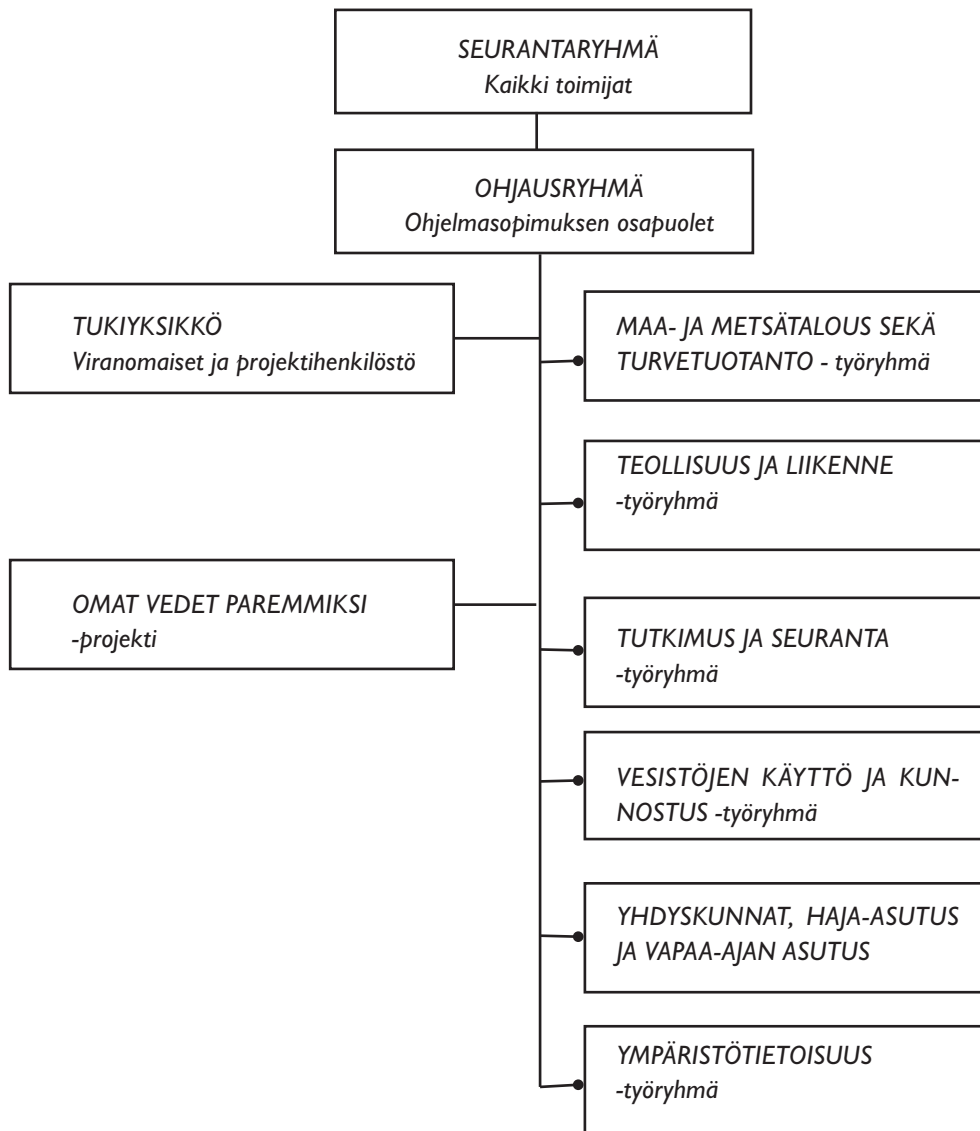 SEURANTARYHMÄ
Kaikki toimijat
OHJAUSRYHMÄ
Ohjelmasopimuksen osapuolet
TUKIYKSIKKÖ
Viranomaiset ja projektihenkilöstö
MAA- JA METSÄTALOUS SEKÄ
TURVETUOTANTO - työryhmä
TEOLLISUUS JA LIIKENNE
-työryhmä
OMAT VEDET PAREMMIKSI
-projekti
TUTKIMUS JA SEURANTA
-työryhmä
VESISTÖJEN KÄYTTÖ JA KUN-
NOSTUS -työryhmä
YHDYSKUNNAT, HAJA-ASUTUS
JA VAPAA-AJAN ASUTUS
YMPÄRISTÖTIETOISUUS
-työryhmä